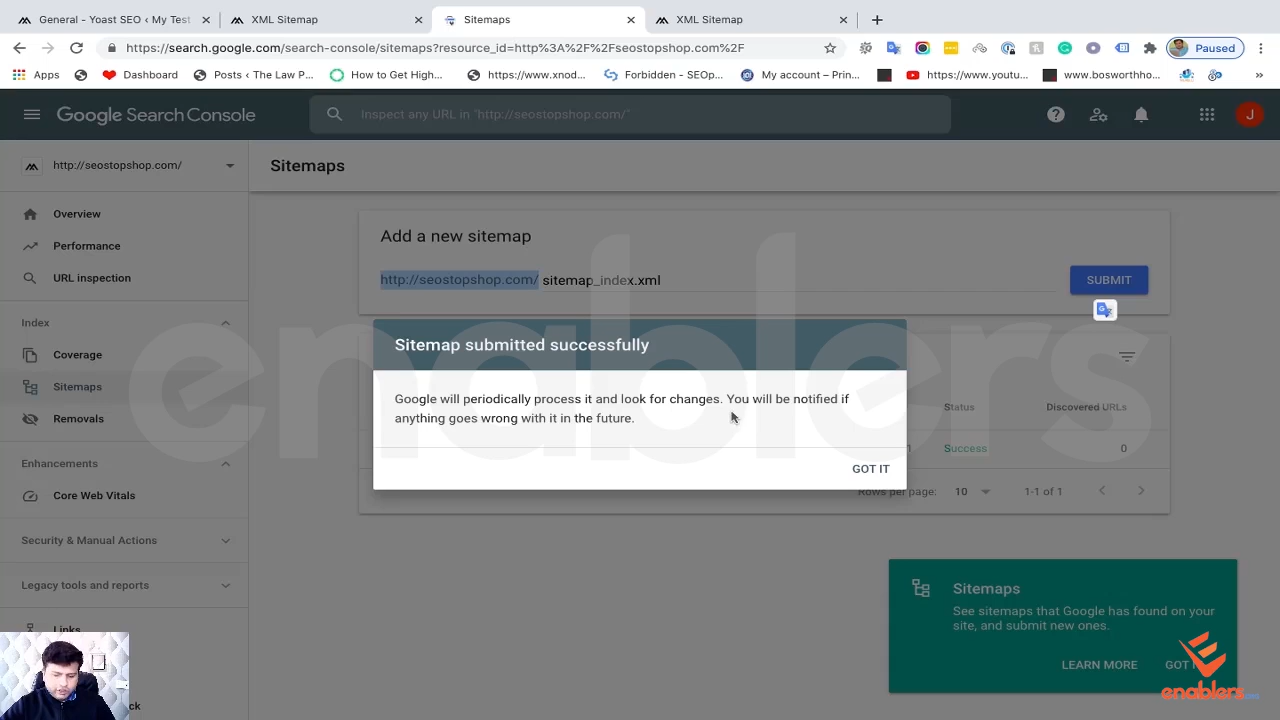 General - Yoast SEO ‹ My Test
XML Sitemap
Sitemaps
XML Sitemap
https://search.google.com/search-console/sitemaps?resource_id=http%3A%2F%2Fseostopshop.com%2F
Paused
Apps
Dashboard
Posts ‹ The Law P...
How to Get High...
https://www.xnod...
Forbidden - SEOp...
My account – Prin...
https://www.youtu...
www.bosworthho...
Google Search Console
Inspect any URL in "http://seostopshop.com/"
J
http://seostopshop.com/
Sitemaps
Overview
Performance
URL inspection
Index
Coverage
Sitemaps
Removals
Enhancements
Core Web Vitals
Security & Manual Actions
Legacy tools and reports
Links
Add a new sitemap
http://seostopshop.com/ sitemap_index.xml
SUBMIT
Sitemap submitted successfully
Google will periodically process it and look for changes. You will be notified if
anything goes wrong with it in the future.
GOT IT
Status
Discovered URLs
1
Success
0
Rows per page:
10
1-1 of 1
Sitemaps
See sitemaps that Google has found on your
site, and submit new ones.
LEARN MORE
GOT
enablers
enablers